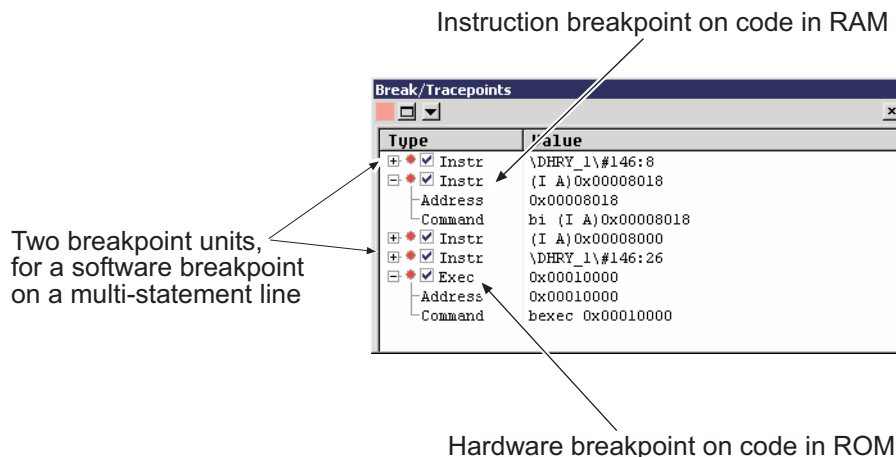 Instruction breakpoint on code in RAM
Break/Tracepoints
Type Value
Instr \DHRY_1\#146:8
Instr (I A)0x00008018
Address 0x00008018
Command bi (I A)0x00008018
Instr (I A)0x00008000
Instr \DHRY_1\#146:26
Exec 0x00010000
Address 0x00010000
Command bexec 0x00010000
Two breakpoint units,
for a software breakpoint
on a multi-statement line
Hardware breakpoint on code in ROM